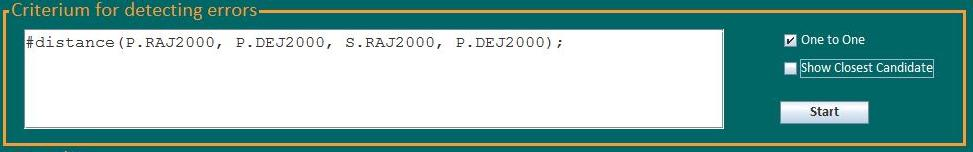 Criterium for detecting errors
#distance(P.RAJ2000, P.DEJ2000, S.RAJ2000, P.DEJ2000);
One to One
Show Closest Candidate
Start